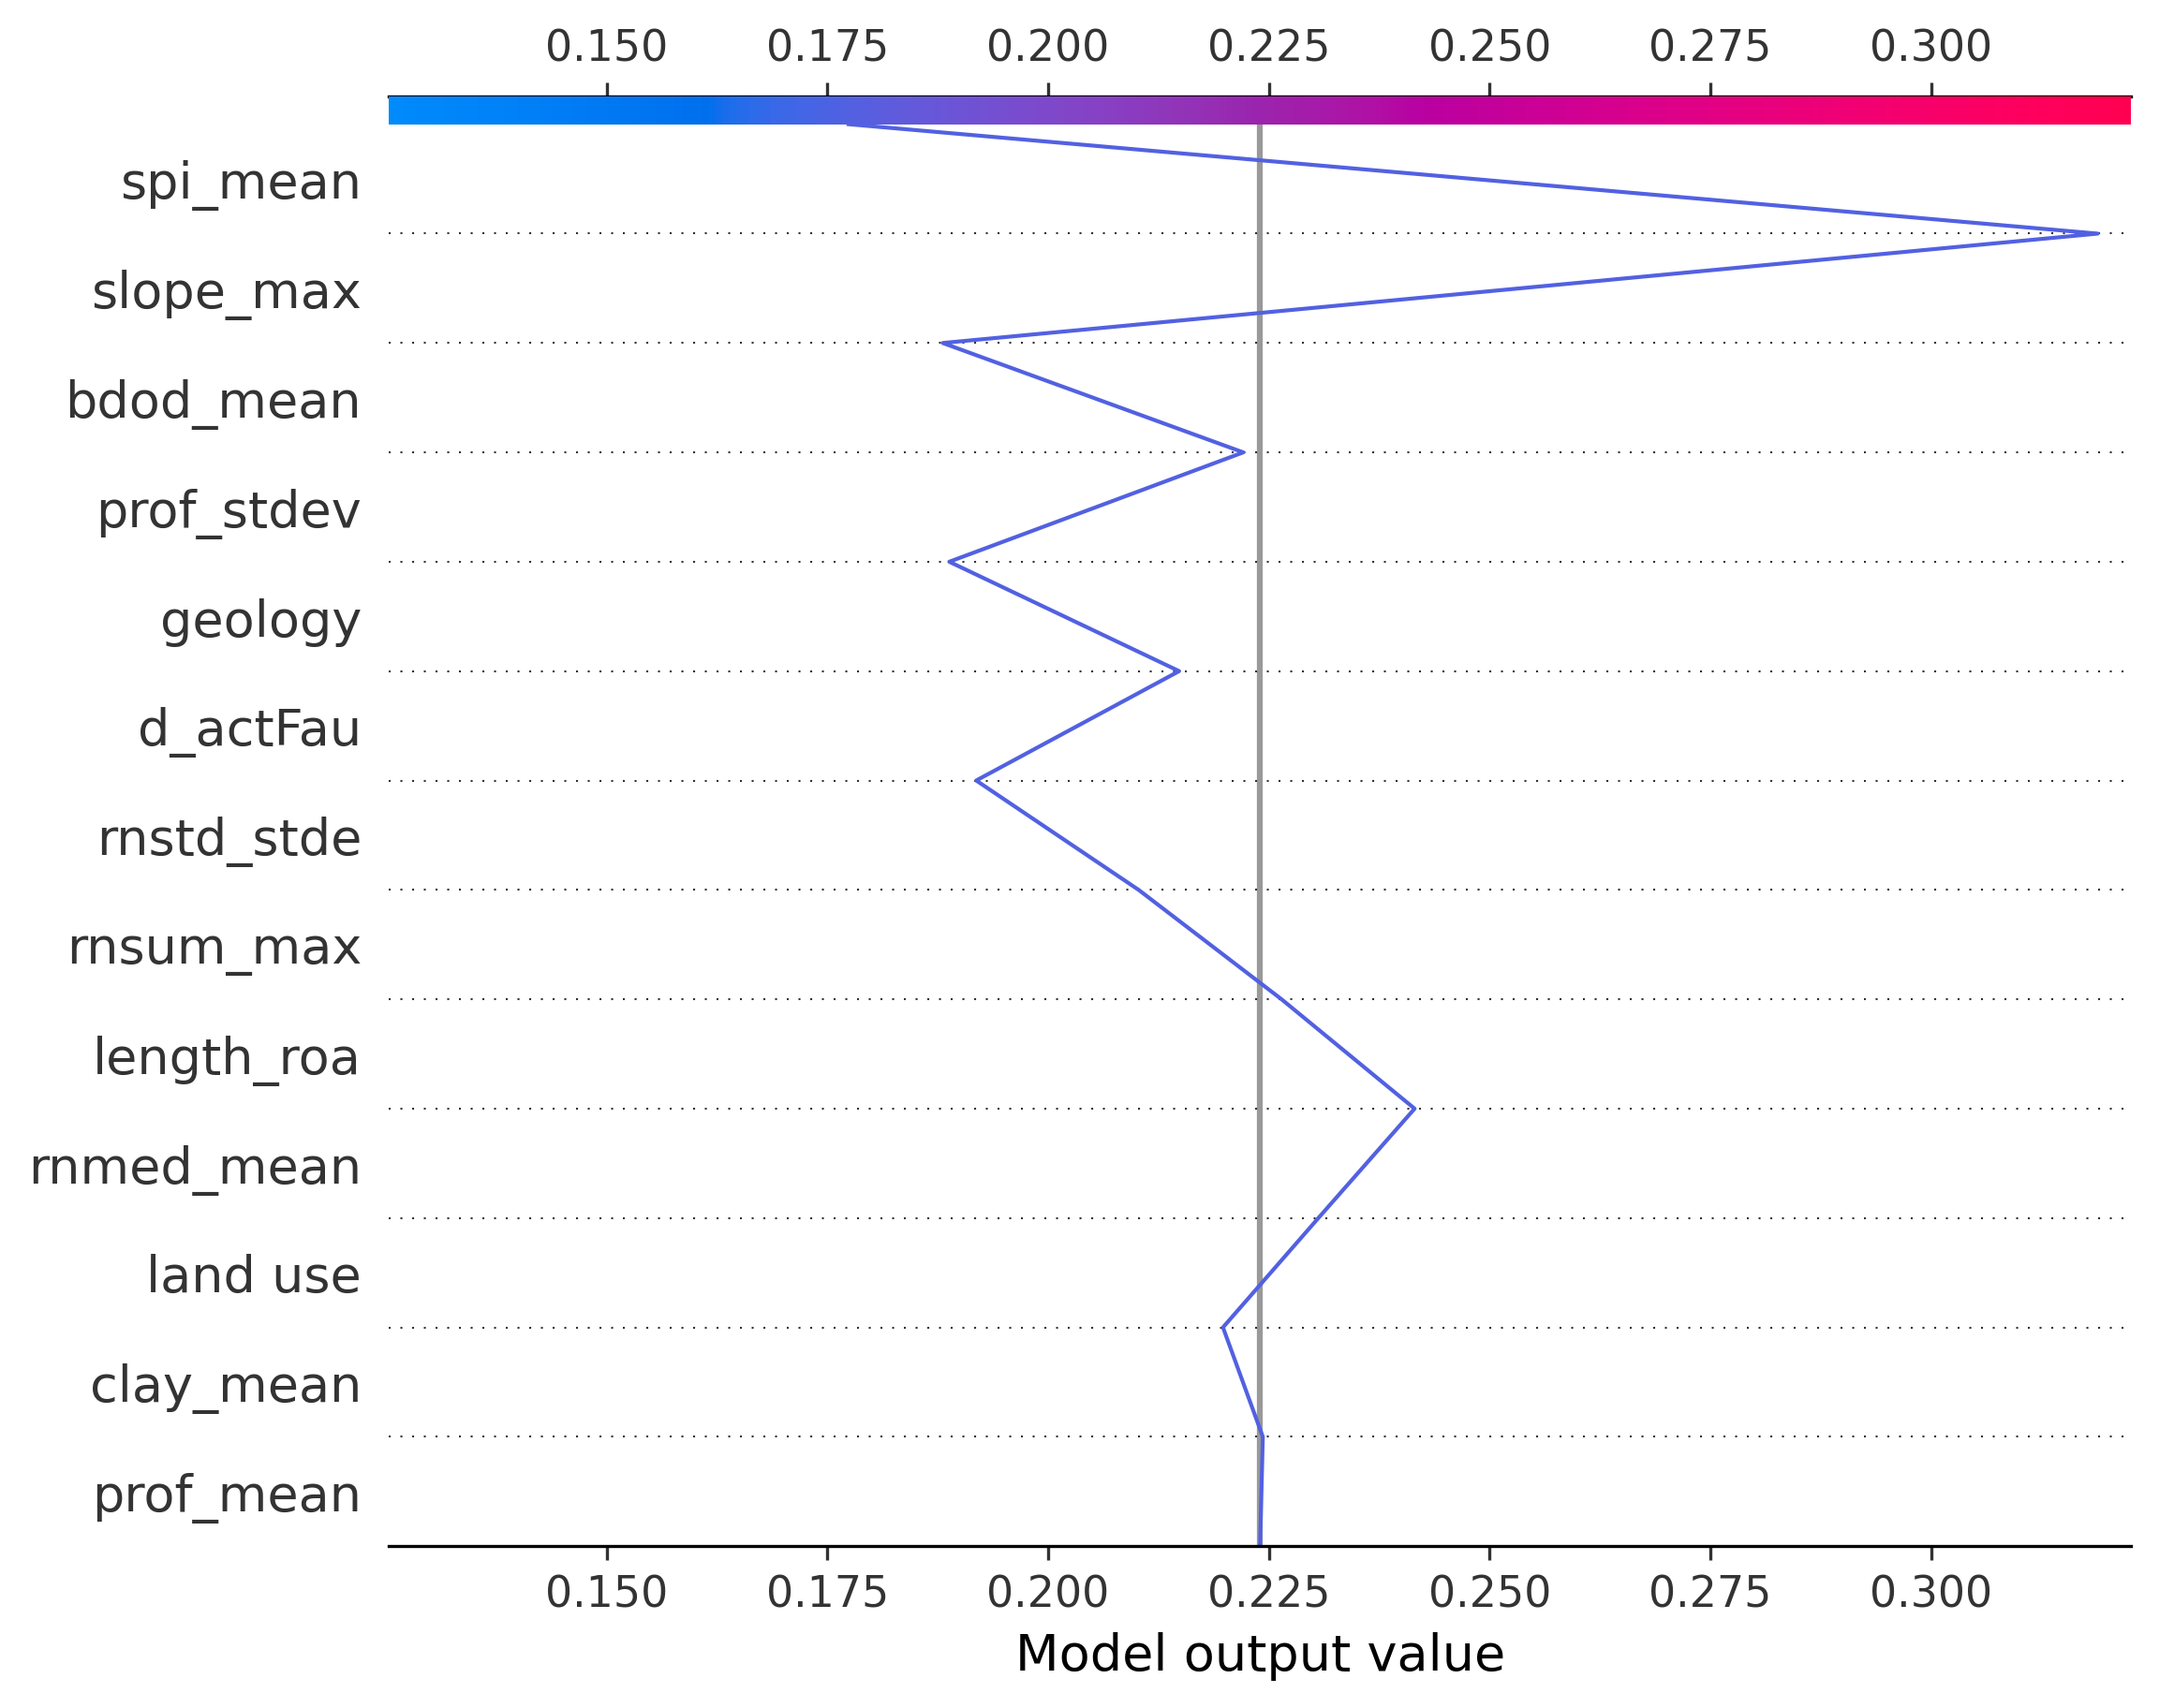 0.150 0.175 0.200 0.225 0.250 0.275 0.300
spi_mean
slope_max
bdod_mean
prof_stdev
geology
d_actFau
rnstd_stde
rnsum_max
length_roa
rnmed_mean
land use
clay_mean
prof_mean
0.150 0.175 0.200 0.225 0.250 0.275 0.300
Model output value